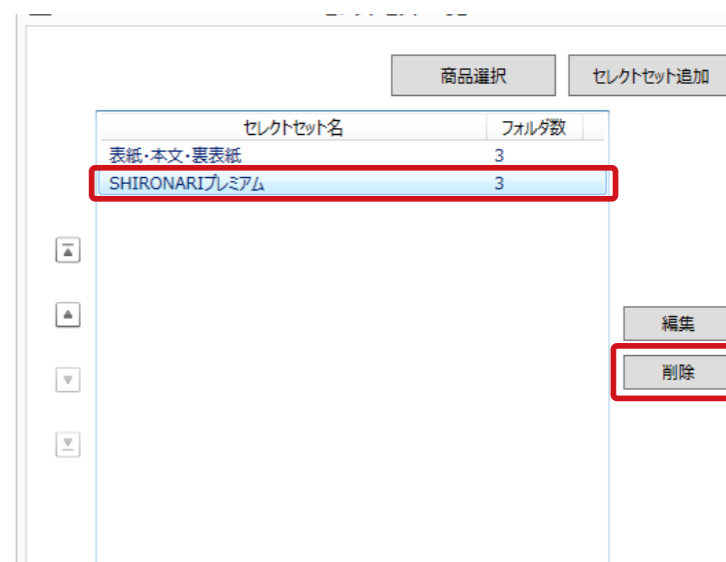 商品選択 セレクトセット追加
セレクトセット名 フォルダ数
表紙・本文・裏表紙 3
SHIRONARIプレミアム 3
編集
削除